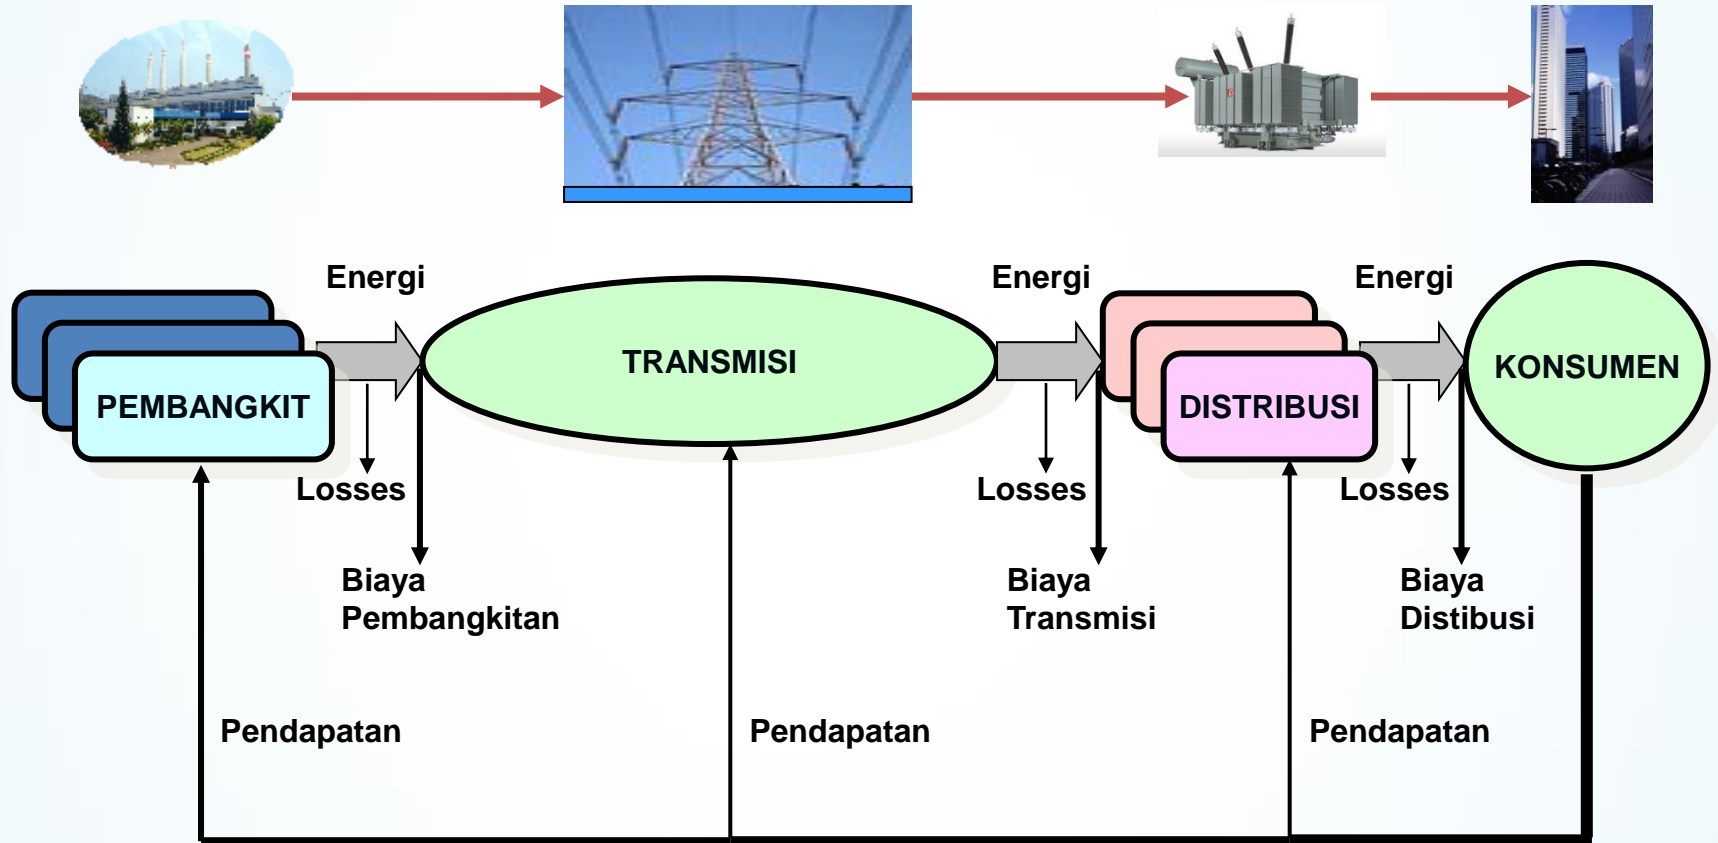 Energi
Energi
Energi
PEMBANGKIT
TRANSMISI
DISTRIBUSI
KONSUMEN
Losses
Losses
Losses
Biaya
Pembangkitan
Biaya
Transmisi
Biaya
Distibusi
Pendapatan
Pendapatan
Pendapatan